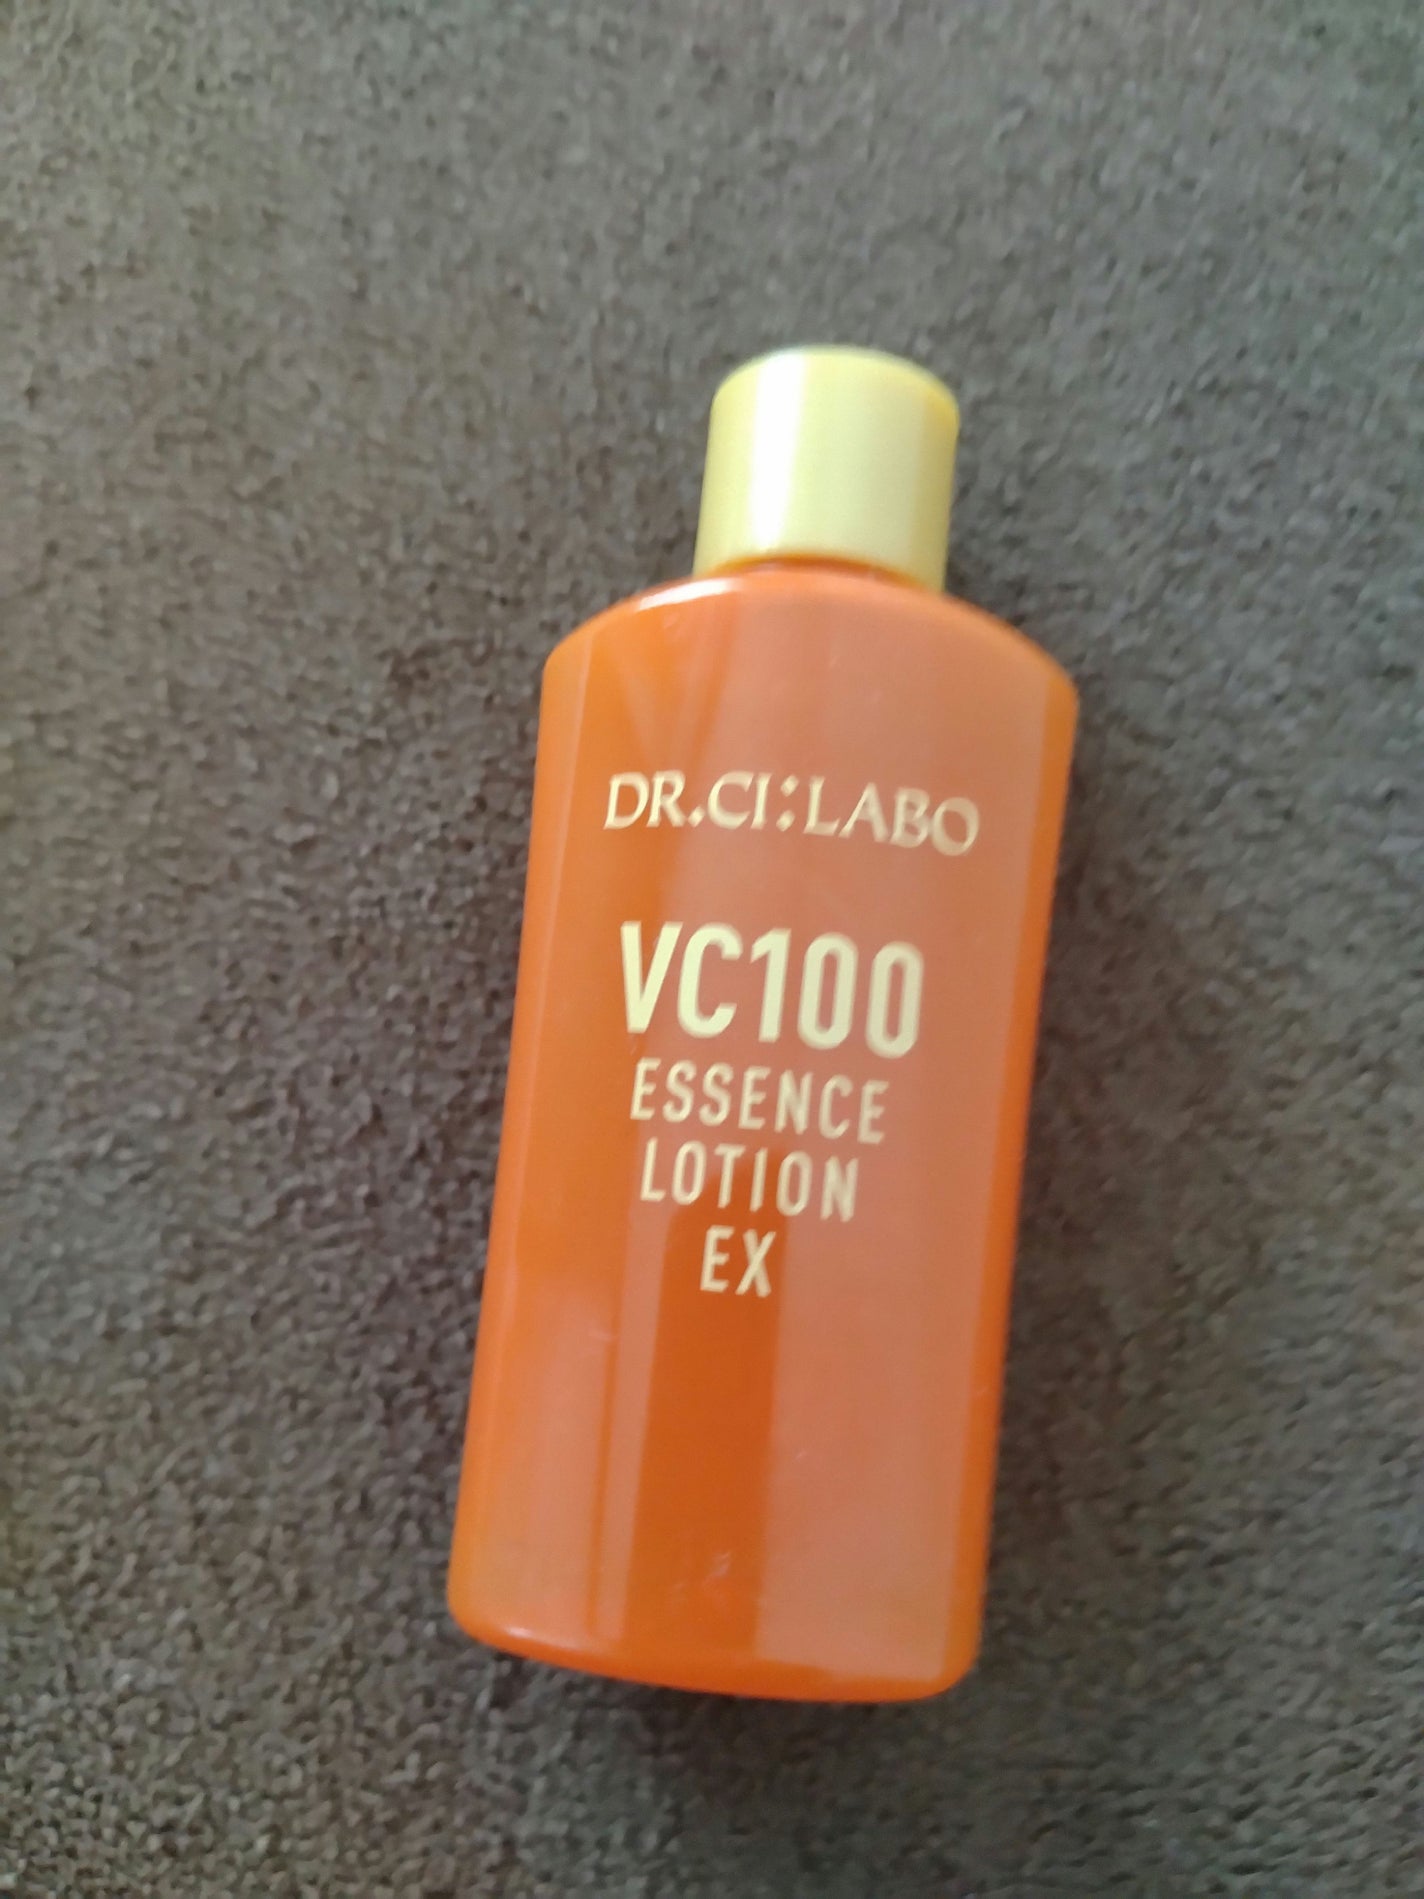 DR.CI:LABO
VC100
ESSENCE
LOTION
EX